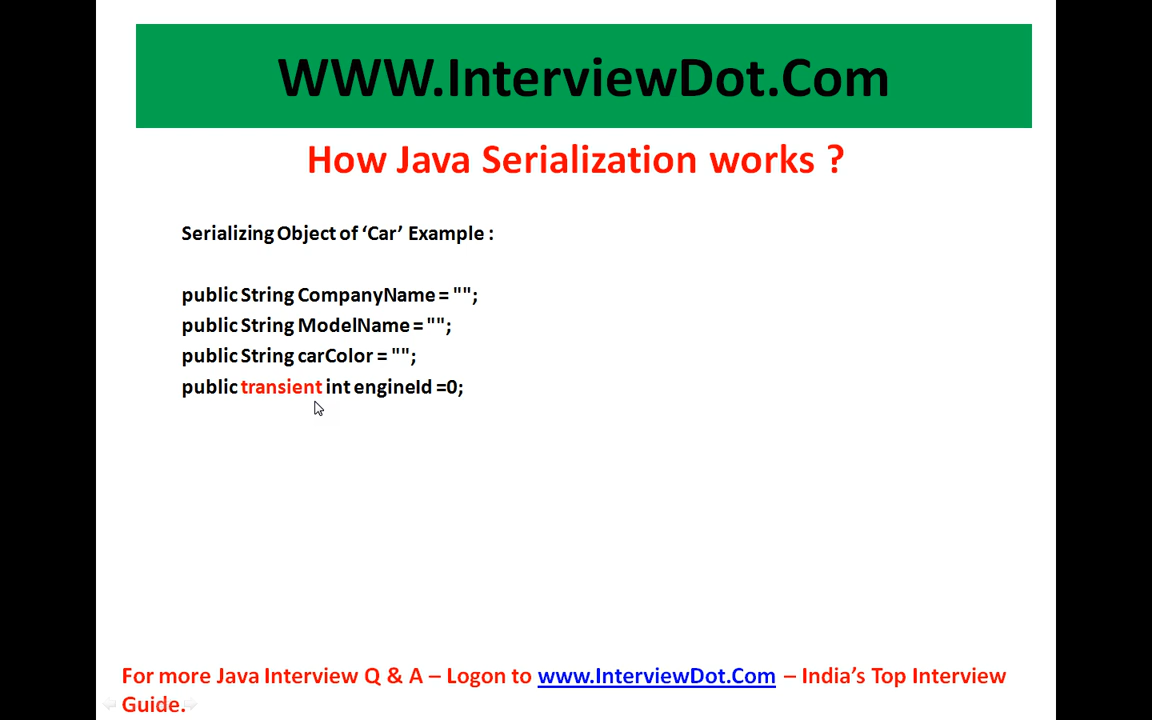 WWW.InterviewDot.Com
How Java Serialization works ?
Serializing Object of ‘Car’ Example :
public String CompanyName = "";
public String ModelName = "";
public String carColor = "";
public transient int engineId =0;
For more Java Interview Q & A – Logon to www.InterviewDot.Com – India’s Top Interview
Guide.